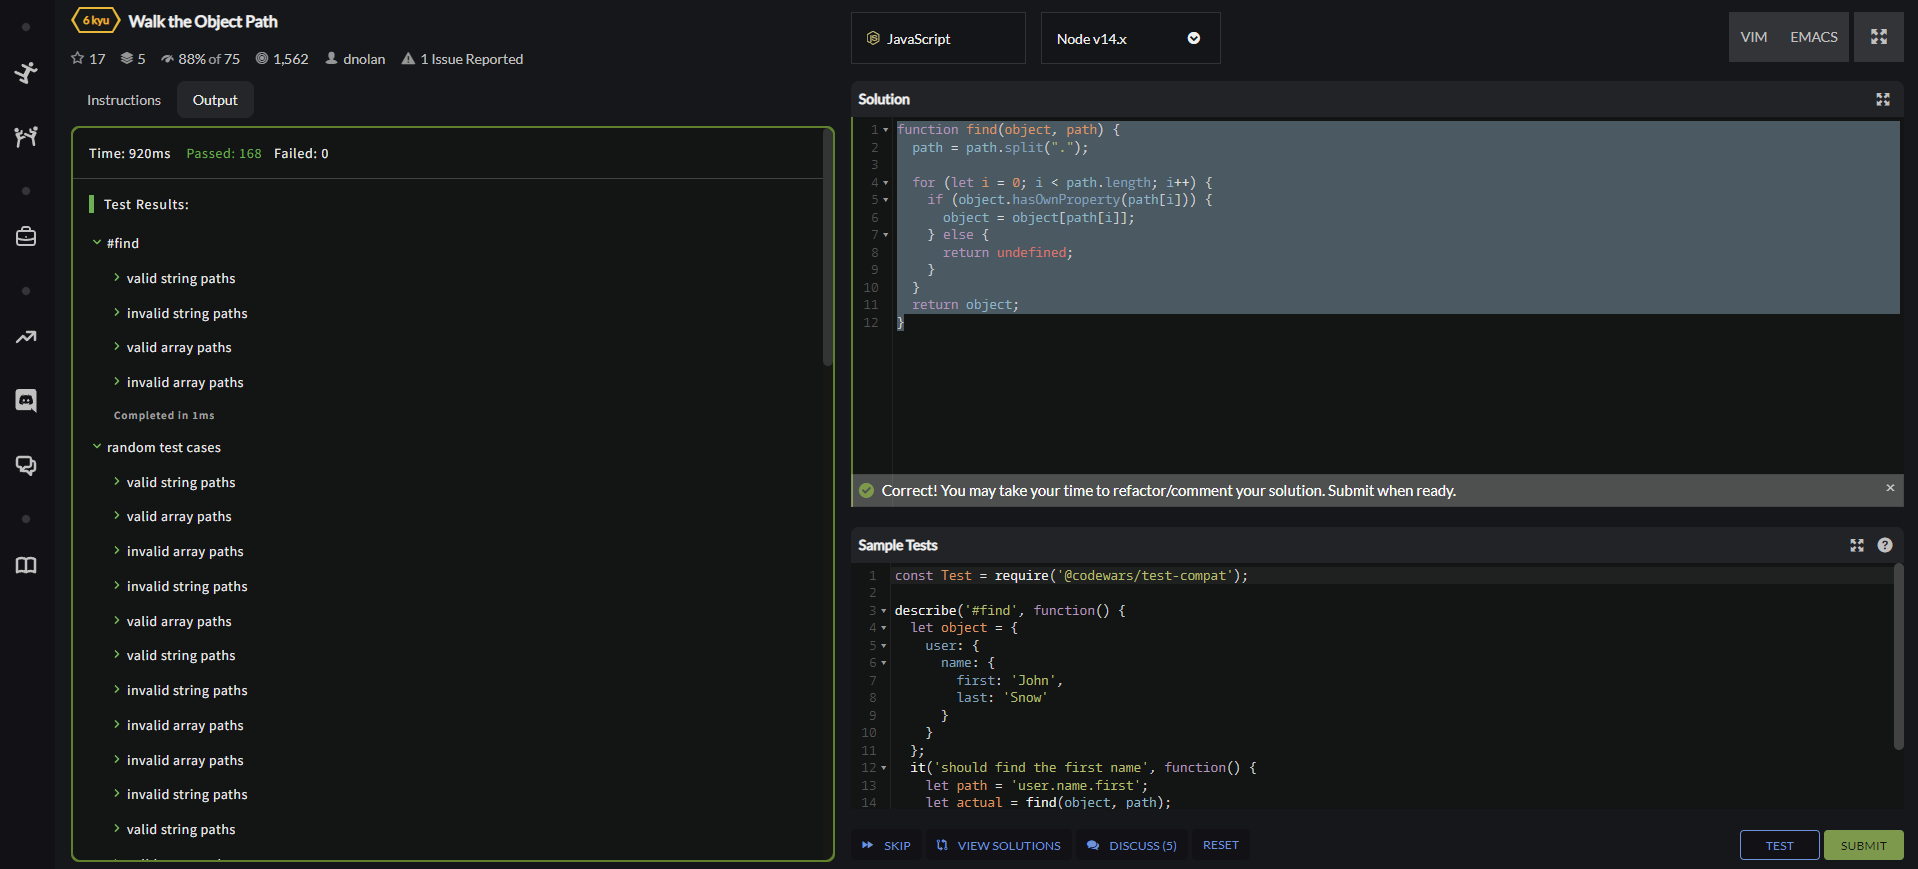 6 kyu Walk the Object Path
17 5 88% of 75 1,562 dnolan 1 Issue Reported
Instructions Output
Time: 920ms Passed: 168 Failed: 0
Test Results:
#find
valid string paths
invalid string paths
valid array paths
invalid array paths
Completed in 1ms
random test cases
valid string paths
valid array paths
invalid array paths
invalid string paths
valid array paths
valid string paths
invalid string paths
invalid array paths
invalid array paths
invalid string paths
valid string paths
JS JavaScript Node v14.x VIM EMACS
Solution
1 function find(object, path) {
2 path = path.split(".");
3
4 for (let i = 0; i < path.length; i++) {
5 if (object.hasOwnProperty(path[i])) {
6 object = object[path[i]];
7 } else {
8 return undefined;
9 }
10 }
11 return object;
12 }
Correct! You may take your time to refactor/comment your solution. Submit when ready. ×
Sample Tests ?
1 const Test = require('@codewars/test-compat');
2
3 describe('#find', function() {
4 let object = {
5 user: {
6 name: {
7 first: 'John',
8 last: 'Snow'
9 }
10 }
11 };
12 it('should find the first name', function() {
13 let path = 'user.name.first';
14 let actual = find(object, path);
SKIP VIEW SOLUTIONS DISCUSS (5) RESET TEST SUBMIT